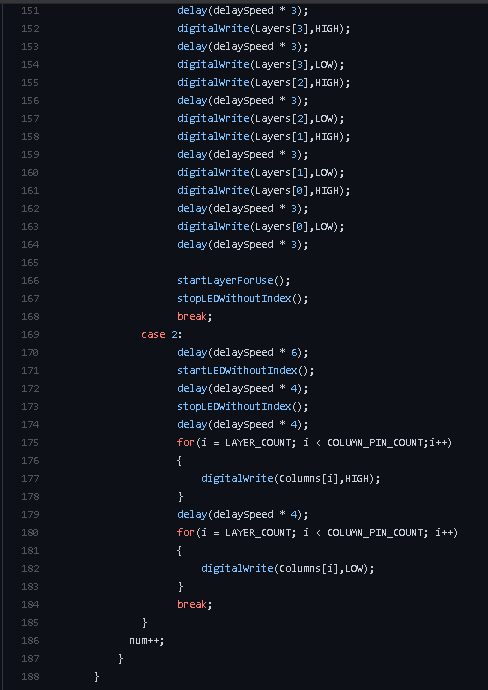 151 delay(delaySpeed * 3);
152 digitalWrite(Layers[3],HIGH);
153 delay(delaySpeed * 3);
154 digitalWrite(Layers[3],LOW);
155 digitalWrite(Layers[2],HIGH);
156 delay(delaySpeed * 3);
157 digitalWrite(Layers[2],LOW);
158 digitalWrite(Layers[1],HIGH);
159 delay(delaySpeed * 3);
160 digitalWrite(Layers[1],LOW);
161 digitalWrite(Layers[0],HIGH);
162 delay(delaySpeed * 3);
163 digitalWrite(Layers[0],LOW);
164 delay(delaySpeed * 3);
165
166 startLayerForUse();
167 stopLEDWithoutIndex();
168 break;
169 case 2:
170 delay(delaySpeed * 6);
171 startLEDWithoutIndex();
172 delay(delaySpeed * 4);
173 stopLEDWithoutIndex();
174 delay(delaySpeed * 4);
175 for(i = LAYER_COUNT; i < COLUMN_PIN_COUNT;i++)
176 {
177 digitalWrite(Columns[i],HIGH);
178 }
179 delay(delaySpeed * 4);
180 for(i = LAYER_COUNT; i < COLUMN_PIN_COUNT; i++)
181 {
182 digitalWrite(Columns[i],LOW);
183 }
184 break;
185 }
186 num++;
187 }
188 }